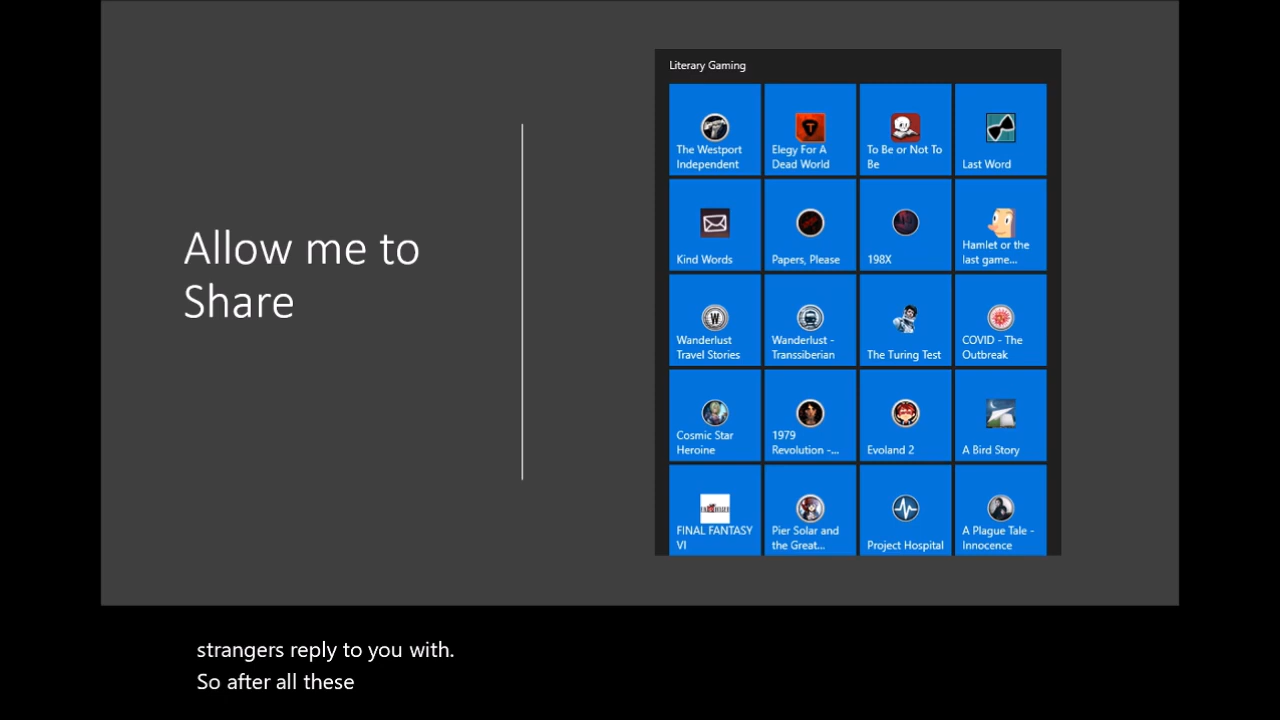 Literary Gaming
The Westport
Independent
Elegy For A
Dead World
To Be or Not To
Be
Last Word
Kind Words
Papers, Please
198X
Hamlet or the
last game...
Allow me to
Share
Wanderlust
Travel Stories
Wanderlust -
Transsiberian
The Turing Test
COVID - The
Outbreak
Cosmic Star
Heroine
1979
Revolution -...
Evoland 2
A Bird Story
FINAL FANTASY
VI
Pier Solar and
the Great...
Project Hospital
A Plague Tale -
Innocence
strangers reply to you with.
So after all these